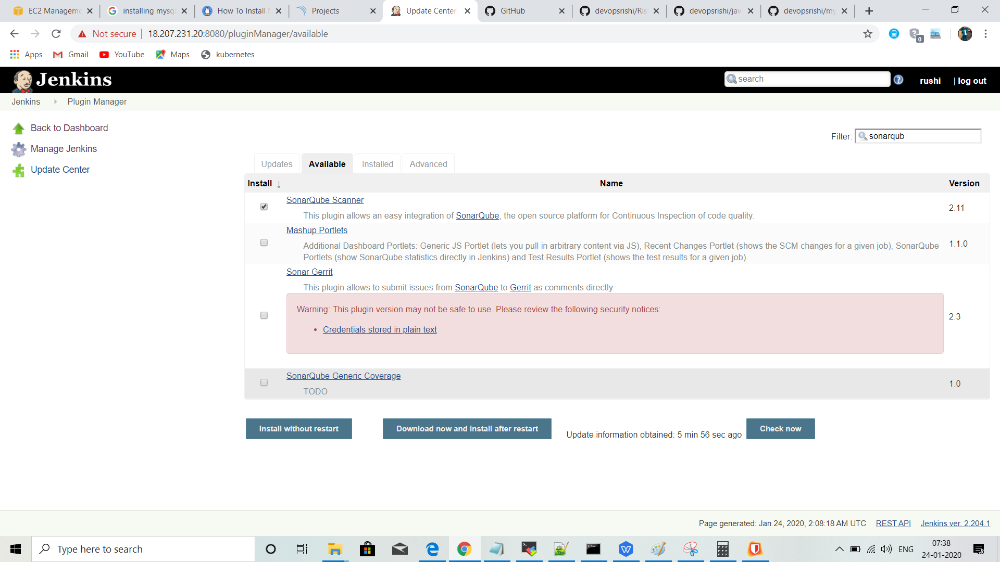 EC2 Manageme
installing mysq
How To Install
Projects
Update Center
GitHub
devopsrishi/Ris
devopsrishi/jav
devopsrishi/my
Not secure
18.207.231.20:8080/pluginManager/available
0
Apps
Gmail
YouTube
Maps
kubernetes
Jenkins
search
rushi
| log out
Jenkins
Plugin Manager
Back to Dashboard
Manage Jenkins
Update Center
Filter:
sonarqub
Updates
Available
Installed
Advanced
Install ↓
Name
Version
SonarQube Scanner
This plugin allows an easy integration of SonarQube, the open source platform for Continuous Inspection of code quality.
2.11
Mashup Portlets
Additional Dashboard Portlets: Generic JS Portlet (lets you pull in arbitrary content via JS), Recent Changes Portlet (shows the SCM changes for a given job), SonarQube
Portlets (show SonarQube statistics directly in Jenkins) and Test Results Portlet (shows the test results for a given job).
1.1.0
Sonar Gerrit
This plugin allows to submit issues from SonarQube to Gerrit as comments directly.
Warning: This plugin version may not be safe to use. Please review the following security notices:
• Credentials stored in plain text
2.3
SonarQube Generic Coverage
TODO
1.0
Install without restart
Download now and install after restart
Update information obtained: 5 min 56 sec ago
Check now
Page generated: Jan 24, 2020, 2:08:18 AM UTC
REST API
Jenkins ver. 2.204.1
Type here to search
ENG
07:38
24-01-2020